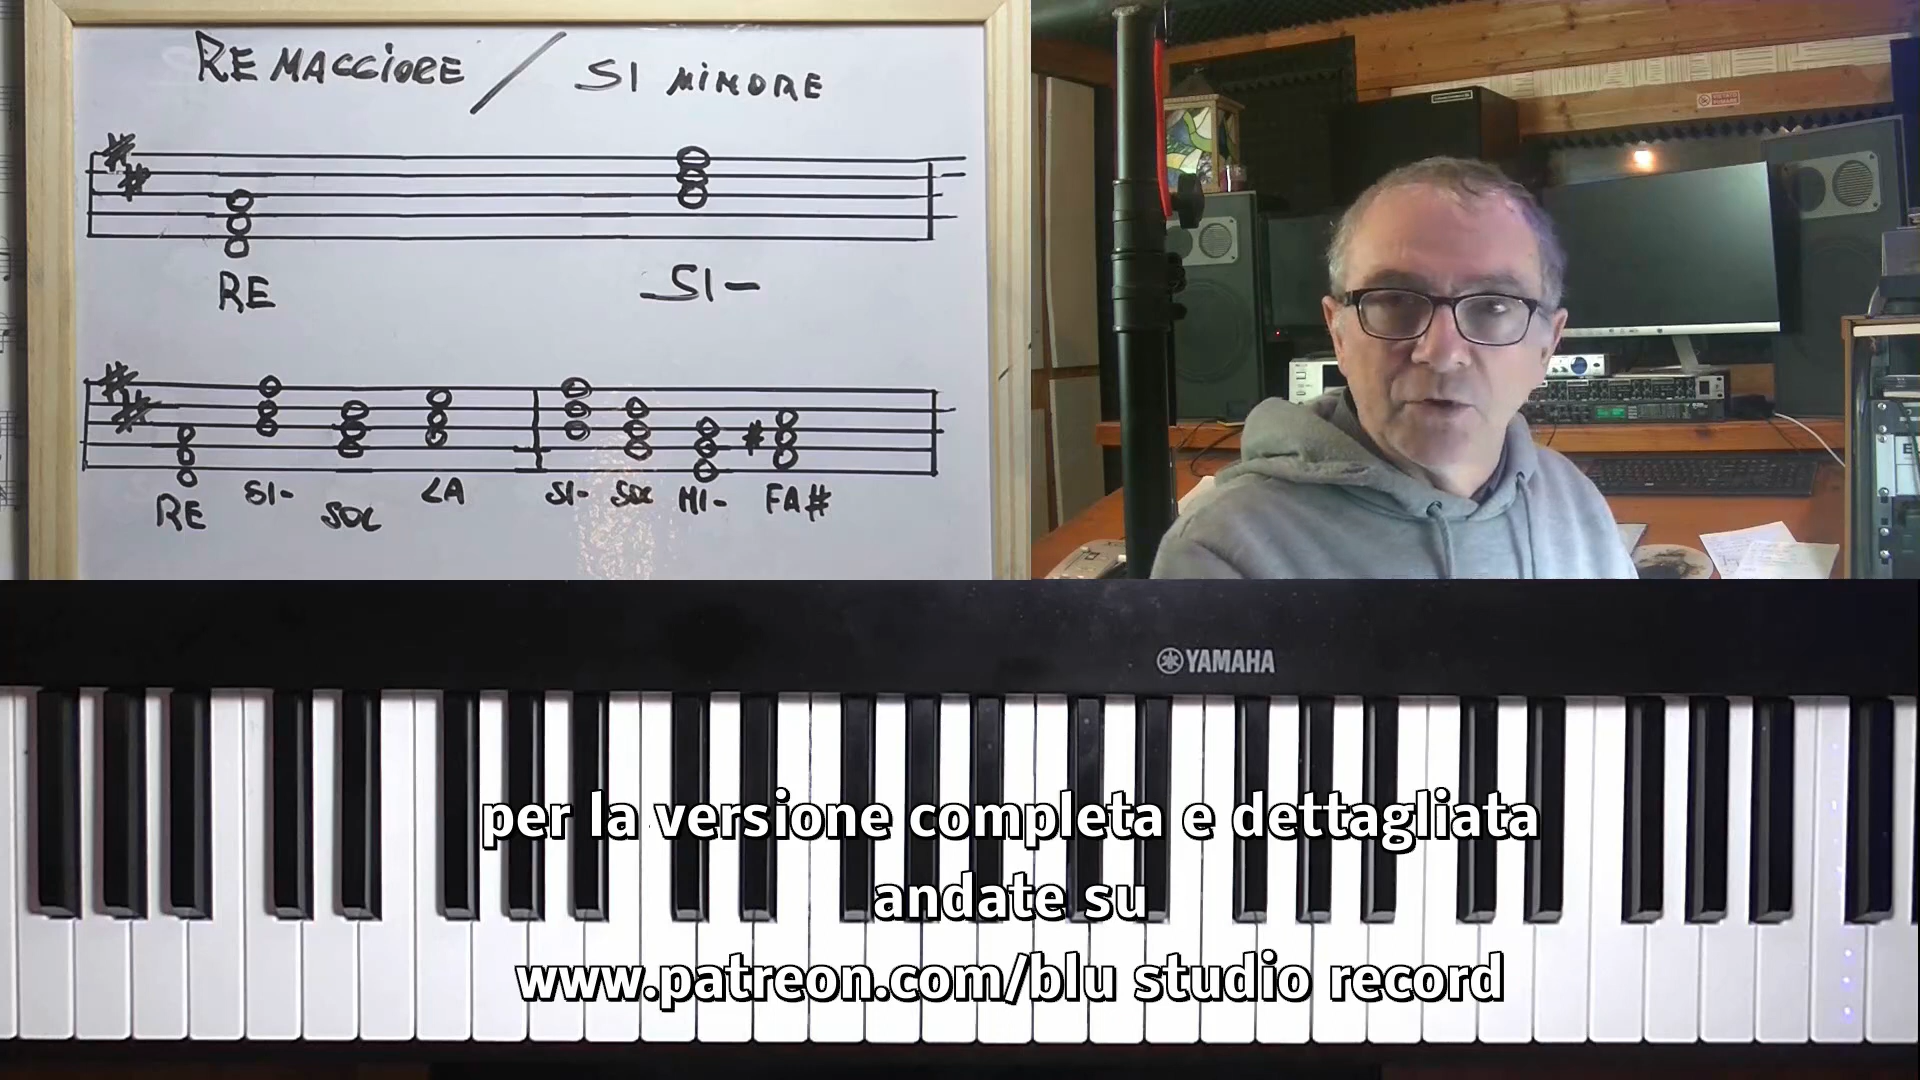 RE MAGGIORE / SI MINORE
RE SI-
RE SI- SOL LA SI- SOL MI- FA#
YAMAHA
per la versione completa e dettagliata
andate su
www.patreon.com/blu studio record